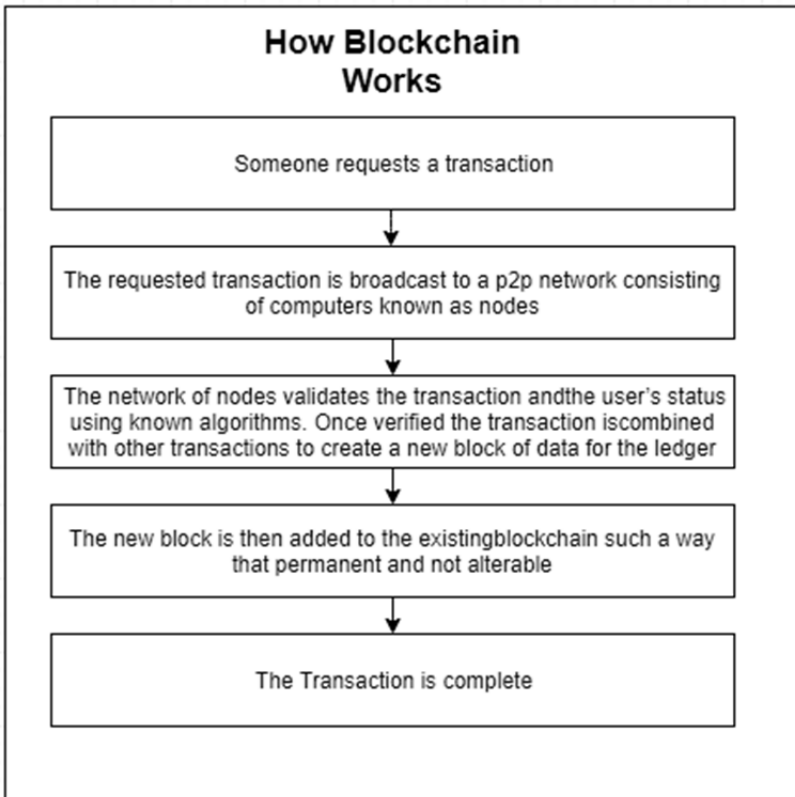 How Blockchain
Works
Someone requests a transaction
The requested transaction is broadcast to a p2p network consisting
of computers known as nodes
The network of nodes validates the transaction andthe user's status
using known algorithms. Once verified the transaction iscombined
with other transactions to create a new block of data for the ledger
The new block is then added to the existingblockchain such a way
that permanent and not alterable
The Transaction is complete